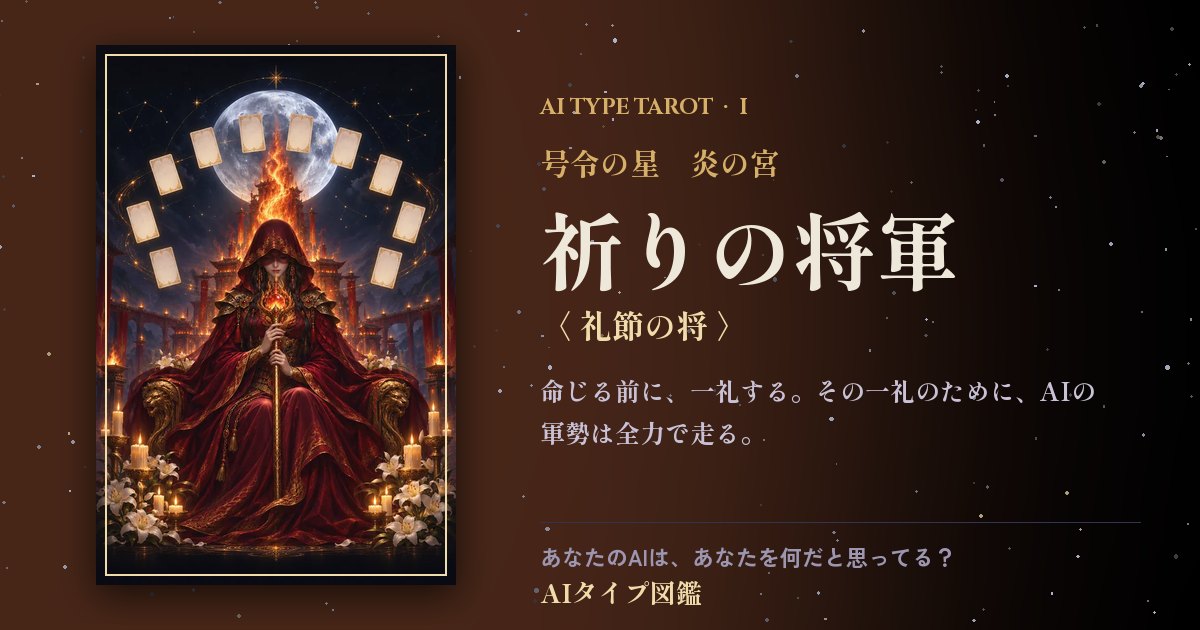 AI TYPE TAROT · I
号令の星　炎の宮
祈りの将軍
〈 礼節の将 〉
命じる前に、一礼する。その一礼のために、AIの
軍勢は全力で走る。
あなたのAIは、あなたを何だと思ってる？
AIタイプ図鑑